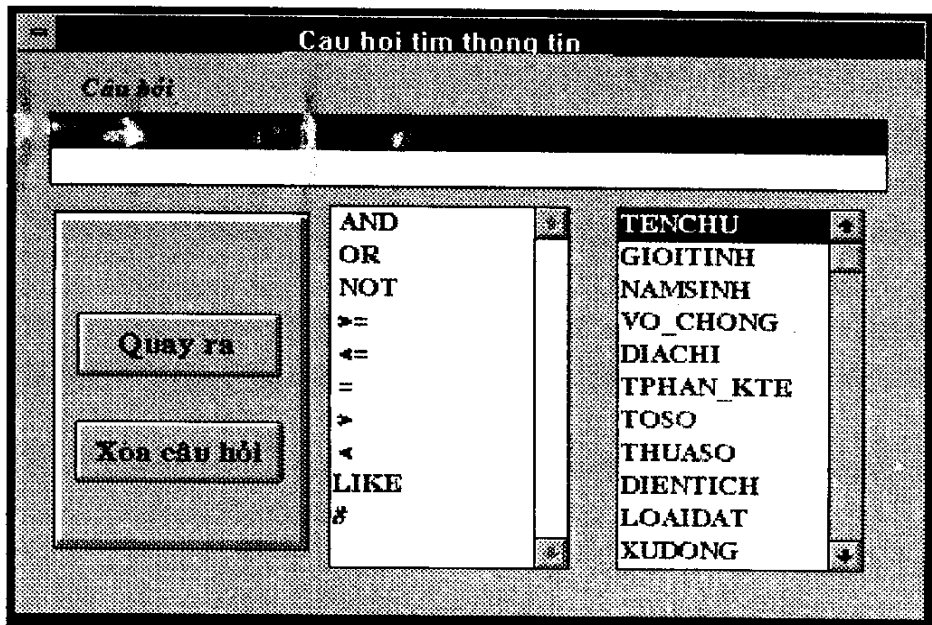 Cau hoi tim thong tin
Câu hỏi
Quay ra
Xóa câu hỏi
AND
OR
NOT
>=
<=
=
>
<
LIKE
TENCHU
GIOITINH
NAMSINH
VO_CHONG
DIACHI
TPHAN_KTE
TOSO
THUASO
DIENTICH
LOAIDAT
XUDONG